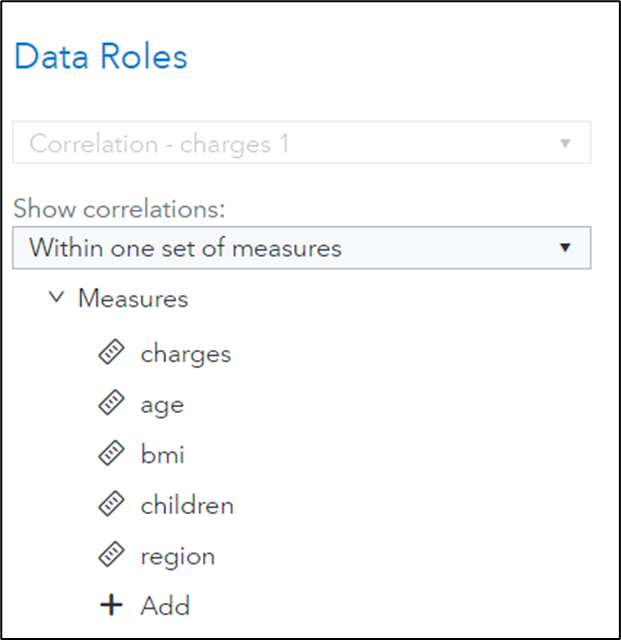 Data Roles
Correlation - charges 1
Show correlations:
Within one set of measures
Measures
charges
age
bmi
children
region
Add